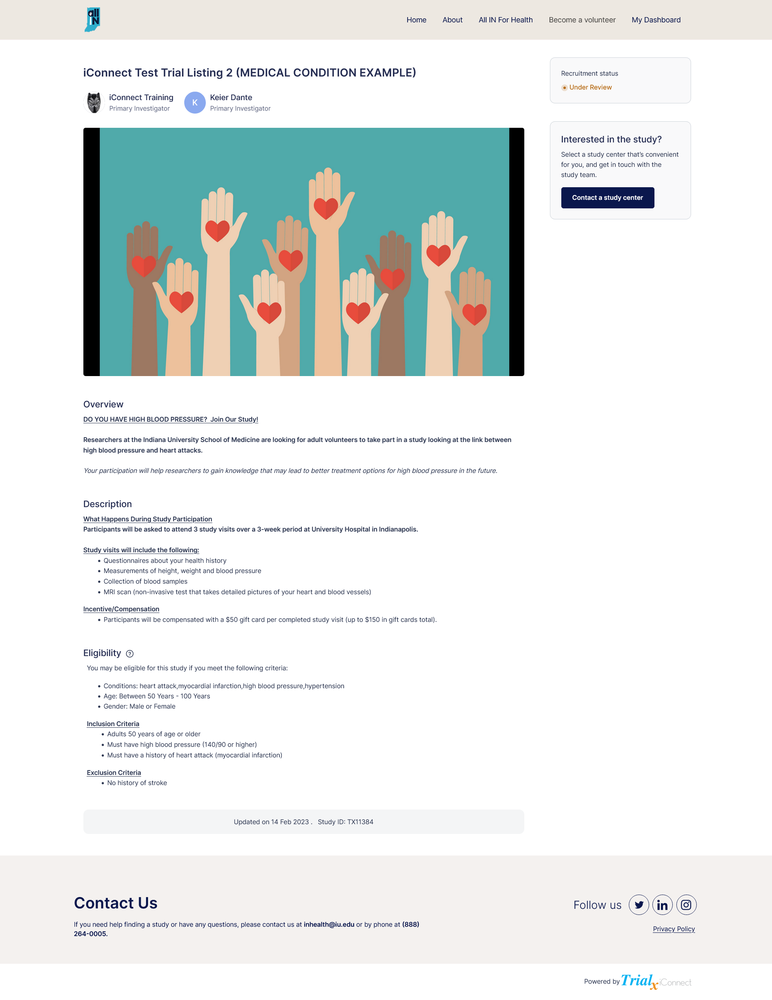 all
IN
Home About All IN For Health Become a volunteer My Dashboard
iConnect Test Trial Listing 2 (MEDICAL CONDITION EXAMPLE)
iConnect Training
Primary Investigator
K
Keier Dante
Primary Investigator
Recruitment status
Under Review
Interested in the study?
Select a study center that’s convenient
for you, and get in touch with the
study team.
Contact a study center
Overview
DO YOU HAVE HIGH BLOOD PRESSURE?  Join Our Study!
Researchers at the Indiana University School of Medicine are looking for adult volunteers to take part in a study looking at the link between
high blood pressure and heart attacks.
Your participation will help researchers to gain knowledge that may lead to better treatment options for high blood pressure in the future.
Description
What Happens During Study Participation
Participants will be asked to attend 3 study visits over a 3-week period at University Hospital in Indianapolis.
Study visits will include the following:
• Questionnaires about your health history
• Measurements of height, weight and blood pressure
• Collection of blood samples
• MRI scan (non-invasive test that takes detailed pictures of your heart and blood vessels)
Incentive/Compensation
• Participants will be compensated with a $50 gift card per completed study visit (up to $150 in gift cards total).
Eligibility ?
You may be eligible for this study if you meet the following criteria:
• Conditions: heart attack,myocardial infarction,high blood pressure,hypertension
• Age: Between 50 Years - 100 Years
• Gender: Male or Female
Inclusion Criteria
• Adults 50 years of age or older
• Must have high blood pressure (140/90 or higher)
• Must have a history of heart attack (myocardial infarction)
Exclusion Criteria
• No history of stroke
Updated on 14 Feb 2023 .   Study ID: TX11384
Contact Us
If you need help finding a study or have any questions, please contact us at inhealth@iu.edu or by phone at (888)
264-0005.
Follow us
in
Privacy Policy
Powered by Trialx iConnect